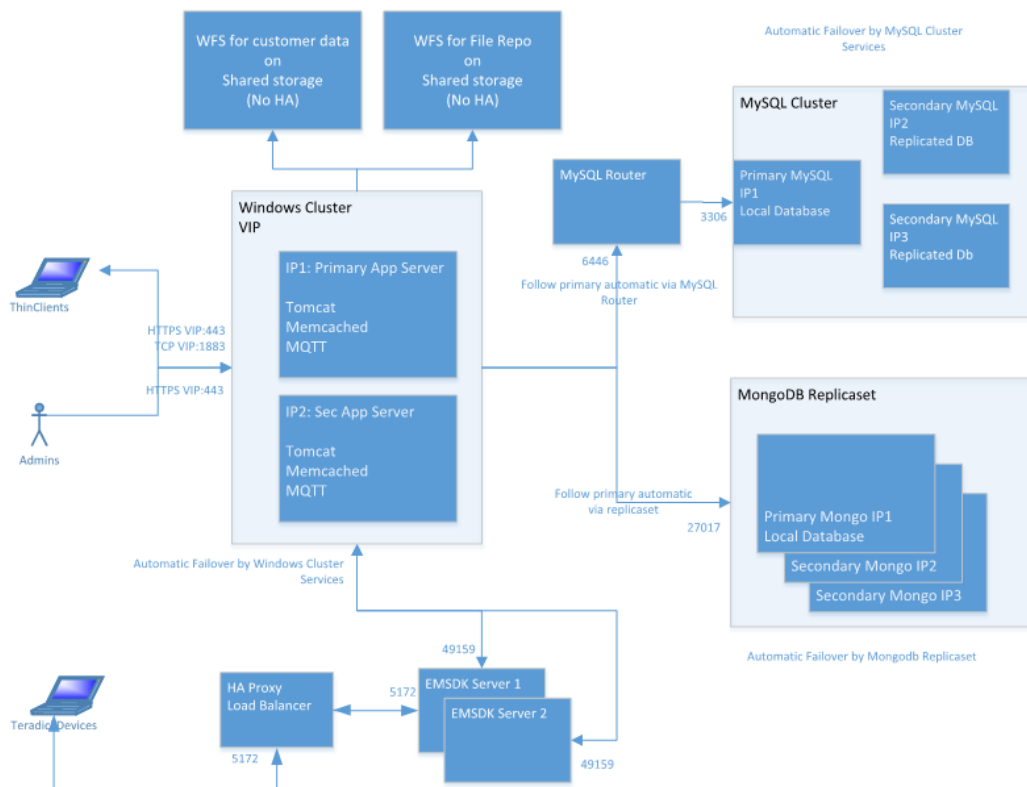 WFS for customer data
on
Shared storage
(No HA)
WFS for File Repo
on
Shared storage
(No HA)
Automatic Failover by MySQL Cluster
Services
MySQL Cluster
Secondary MySQL
IP2
Replicated DB
Primary MySQL
IP1
Local Database
Secondary MySQL
IP3
Replicated Db
MySQL Router
3306
6446
Follow primary automatic via MySQL
Router
Windows Cluster
VIP
IP1: Primary App Server
Tomcat
Memcached
MQTT
IP2: Sec App Server
Tomcat
Memcached
MQTT
ThinClients
HTTPS VIP:443
TCP VIP:1883
HTTPS VIP:443
Admins
MongoDB Replicaset
Primary Mongo IP1
Local Database
Secondary Mongo IP2
Secondary Mongo IP3
Follow primary automatic
via replicaset
27017
Automatic Failover by Mongodb Replicaset
Automatic Failover by Windows Cluster
Services
49159
EMSDK Server 1
EMSDK Server 2
49159
HA Proxy
Load Balancer
5172
5172
Teradici Devices